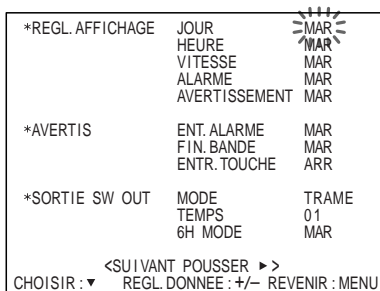 *REGL.AFFICHAGE JOUR MAR
HEURE MAR
VITESSE MAR
ALARME MAR
AVERTISSEMENT MAR
*AVERTIS ENT.ALARME MAR
FIN.BANDE MAR
ENTR.TOUCHE ARR
*SORTIE SW OUT MODE TRAME
TEMPS 01
6H MODE MAR
<SUIVANT POUSSER ►>
CHOISIR:▼ REGL.DONNEE:+/– REVENIR:MENU